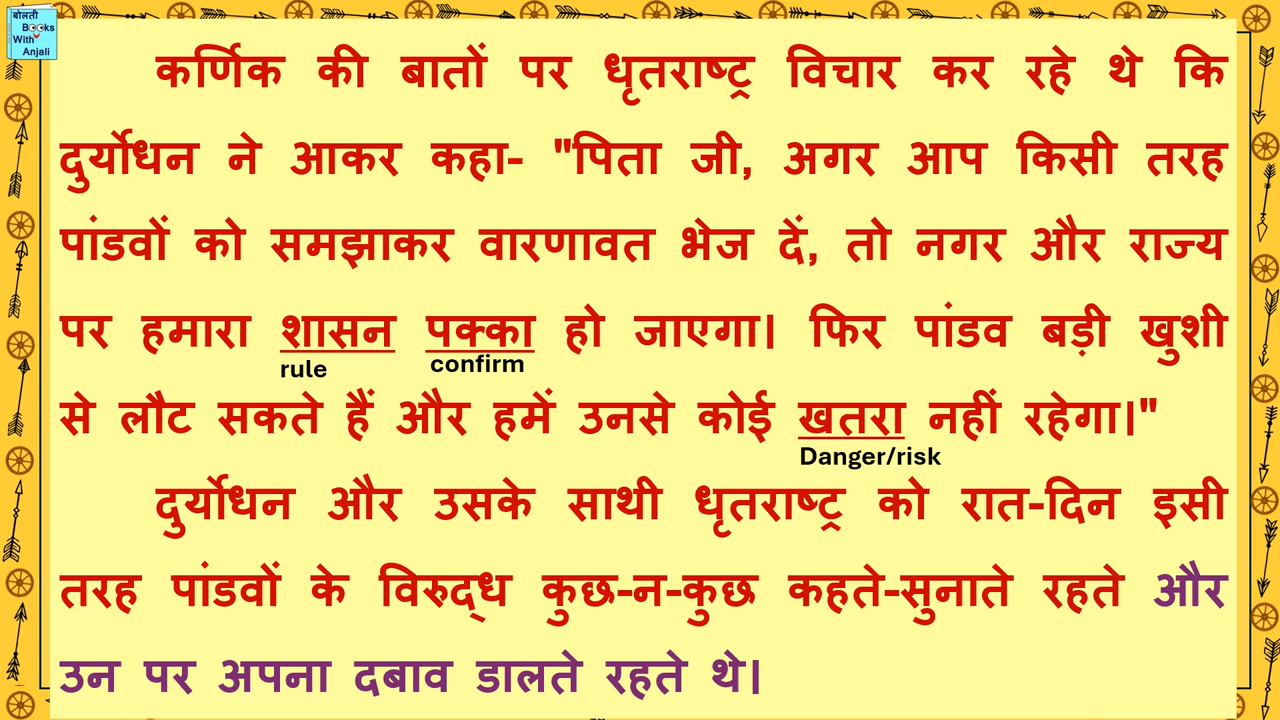 बोलती
Books
With
Anjali
कर्णिक की बातों पर धृतराष्ट्र विचार कर रहे थे कि
दुर्योधन ने आकर कहा- "पिता जी, अगर आप किसी तरह
पांडवों को समझाकर वारणावत भेज दें, तो नगर और राज्य
पर हमारा शासन पक्का हो जाएगा। फिर पांडव बड़ी खुशी
rule confirm
से लौट सकते हैं और हमें उनसे कोई खतरा नहीं रहेगा।"
Danger/risk
दुर्योधन और उसके साथी धृतराष्ट्र को रात-दिन इसी
तरह पांडवों के विरुद्ध कुछ-न-कुछ कहते-सुनाते रहते और
उन पर अपना दबाव डालते रहते थे।